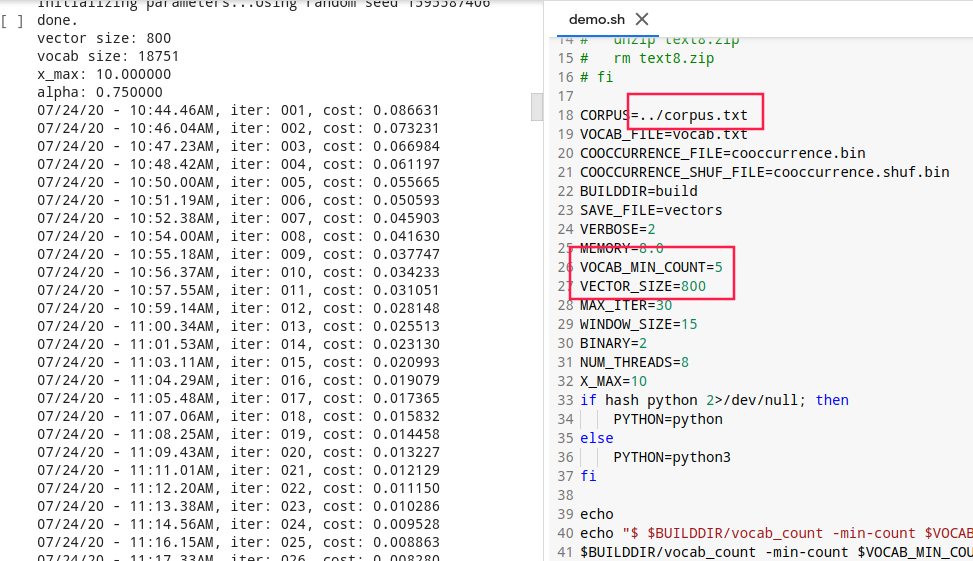 Initializing parameters...Using random seed 1595587406
[ ] done.
vector size: 800
vocab size: 18751
x_max: 10.000000
alpha: 0.750000
07/24/20 - 10:44.46AM, iter: 001, cost: 0.086631
07/24/20 - 10:46.04AM, iter: 002, cost: 0.073231
07/24/20 - 10:47.23AM, iter: 003, cost: 0.066984
07/24/20 - 10:48.42AM, iter: 004, cost: 0.061197
07/24/20 - 10:50.00AM, iter: 005, cost: 0.055665
07/24/20 - 10:51.19AM, iter: 006, cost: 0.050593
07/24/20 - 10:52.38AM, iter: 007, cost: 0.045903
07/24/20 - 10:54.00AM, iter: 008, cost: 0.041630
07/24/20 - 10:55.18AM, iter: 009, cost: 0.037747
07/24/20 - 10:56.37AM, iter: 010, cost: 0.034233
07/24/20 - 10:57.55AM, iter: 011, cost: 0.031051
07/24/20 - 10:59.14AM, iter: 012, cost: 0.028148
07/24/20 - 11:00.34AM, iter: 013, cost: 0.025513
07/24/20 - 11:01.53AM, iter: 014, cost: 0.023130
07/24/20 - 11:03.11AM, iter: 015, cost: 0.020993
07/24/20 - 11:04.29AM, iter: 016, cost: 0.019079
07/24/20 - 11:05.48AM, iter: 017, cost: 0.017365
07/24/20 - 11:07.06AM, iter: 018, cost: 0.015832
07/24/20 - 11:08.25AM, iter: 019, cost: 0.014458
07/24/20 - 11:09.43AM, iter: 020, cost: 0.013227
07/24/20 - 11:11.01AM, iter: 021, cost: 0.012129
07/24/20 - 11:12.20AM, iter: 022, cost: 0.011150
07/24/20 - 11:13.38AM, iter: 023, cost: 0.010286
07/24/20 - 11:14.56AM, iter: 024, cost: 0.009528
07/24/20 - 11:16.15AM, iter: 025, cost: 0.008863
07/24/20 - 11:17.33AM, iter: 026, cost: 0.008280
demo.sh
14 # unzip text8.zip
15 # rm text8.zip
16 # fi
17
18 CORPUS=../corpus.txt
19 VOCAB_FILE=vocab.txt
20 COOCCURRENCE_FILE=cooccurrence.bin
21 COOCCURRENCE_SHUF_FILE=cooccurrence.shuf.bin
22 BUILDDIR=build
23 SAVE_FILE=vectors
24 VERBOSE=2
25 MEMORY=8.0
26 VOCAB_MIN_COUNT=5
27 VECTOR_SIZE=800
28 MAX_ITER=30
29 WINDOW_SIZE=15
30 BINARY=2
31 NUM_THREADS=8
32 X_MAX=10
33 if hash python 2>/dev/null; then
34 PYTHON=python
35 else
36 PYTHON=python3
37 fi
38
39 echo
40 echo "$ $BUILDDIR/vocab_count -min-count $VOCAB
41 $BUILDDIR/vocab_count -min-count $VOCAB_MIN_COU